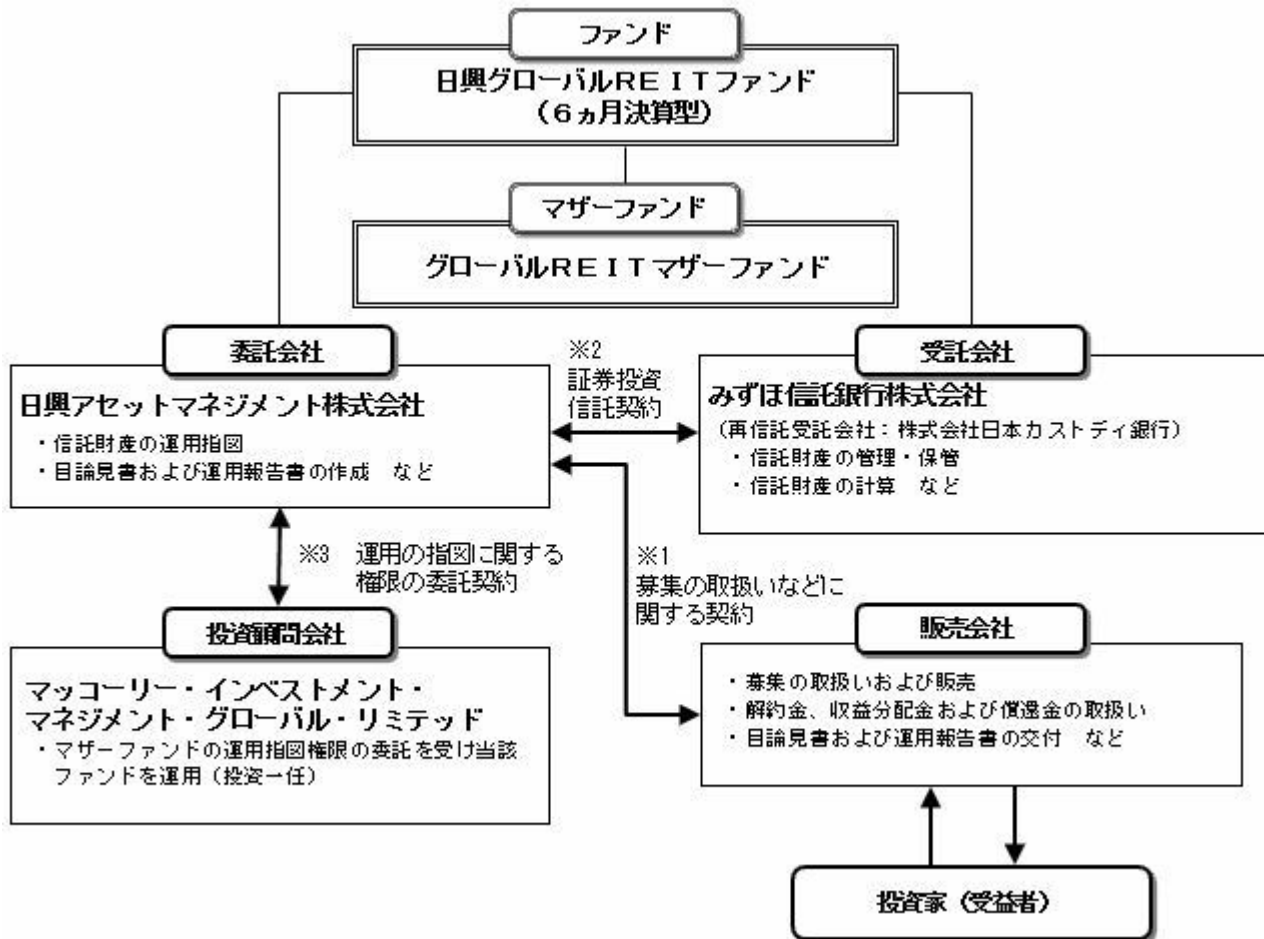 ファンド
日興グローバルＲＥＩＴファンド
（６ヵ月決算型）
マザーファンド
グローバルＲＥＩＴマザーファンド
委託会社
日興アセットマネジメント株式会社
・信託財産の運用指図
・目論見書および運用報告書の作成　など
※2
証券投資
信託契約
受託会社
みずほ信託銀行株式会社
（再信託受託会社：株式会社日本カストディ銀行）
・信託財産の管理・保管
・信託財産の計算　など
※3　運用の指図に関する
権限の委託契約
※1
募集の取扱いなどに
関する契約
投資顧問会社
マッコーリー・インベストメント・
マネジメント・グローバル・リミテッド
・マザーファンドの運用指図権限の委託を受け当該
ファンドを運用（投資一任）
販売会社
・募集の取扱いおよび販売
・解約金、収益分配金および償還金の取扱い
・目論見書および運用報告書の交付　など
投資家（受益者）